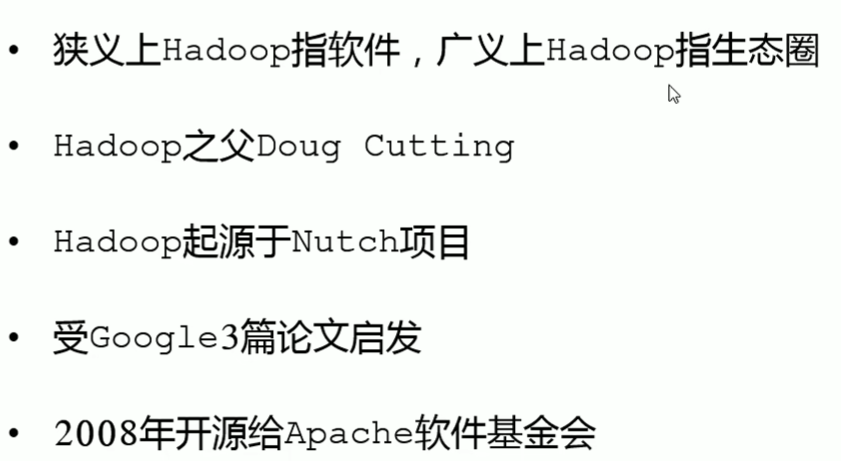 • 狭义上Hadoop指软件，广义上Hadoop指生态圈
• Hadoop之父Doug Cutting
• Hadoop起源于Nutch项目
• 受Google3篇论文启发
• 2008年开源给Apache软件基金会